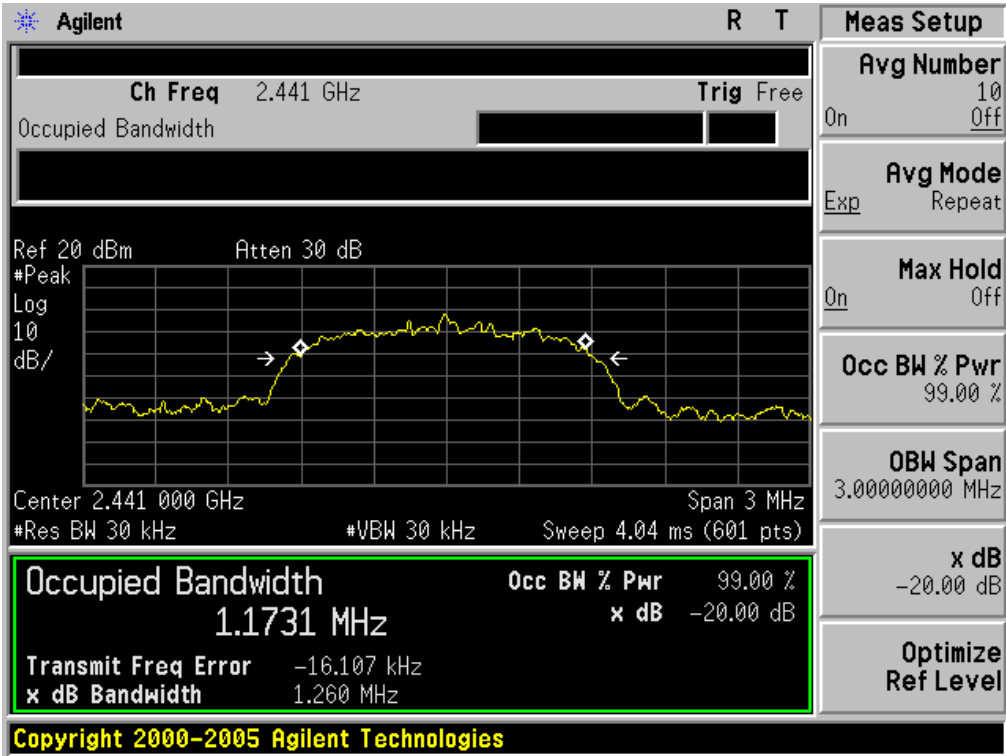 Agilent R T Meas Setup
Ch Freq 2.441 GHz Trig Free
Occupied Bandwidth
Ref 20 dBm Atten 30 dB
#Peak
Log
10
dB/
Center 2.441 000 GHz Span 3 MHz
#Res BW 30 kHz #VBW 30 kHz Sweep 4.04 ms (601 pts)
Occupied Bandwidth Occ BW % Pwr 99.00 %
1.1731 MHz x dB -20.00 dB
Transmit Freq Error -16.107 kHz
x dB Bandwidth 1.260 MHz
Avg Number
10
On Off
Avg Mode
Exp Repeat
Max Hold
On Off
Occ BW % Pwr
99.00 %
OBW Span
3.00000000 MHz
x dB
-20.00 dB
Optimize
Ref Level
Copyright 2000-2005 Agilent Technologies